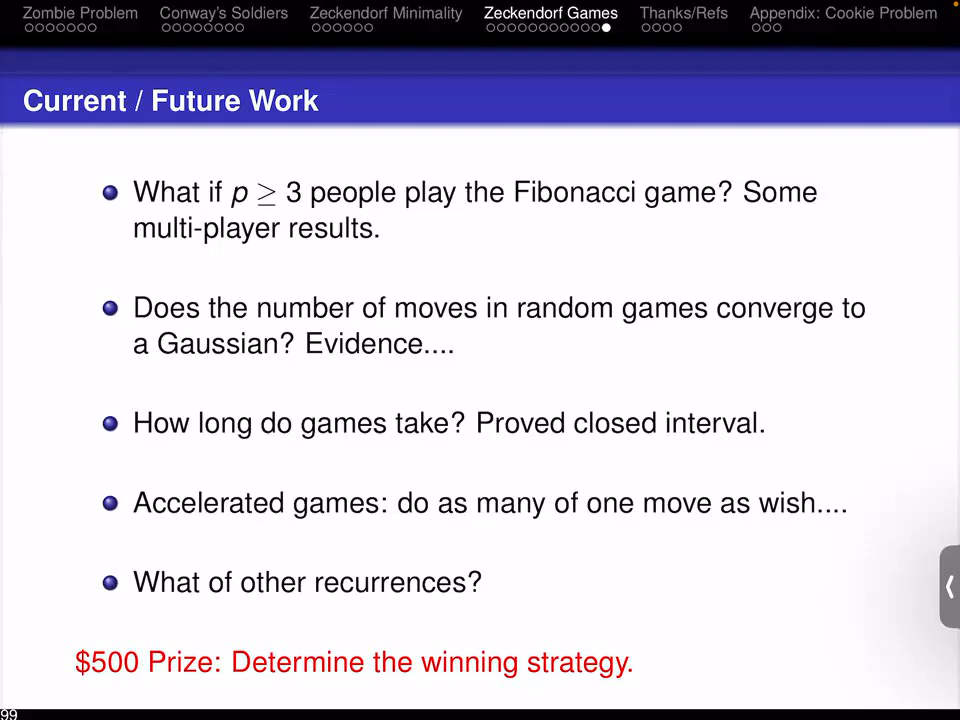 Zombie Problem Conway's Soldiers Zeckendorf Minimality Zeckendorf Games Thanks/Refs Appendix: Cookie Problem
Current / Future Work
What if p ≥ 3 people play the Fibonacci game? Some
multi-player results.
Does the number of moves in random games converge to
a Gaussian? Evidence....
How long do games take? Proved closed interval.
Accelerated games: do as many of one move as wish....
What of other recurrences?
$500 Prize: Determine the winning strategy.
99